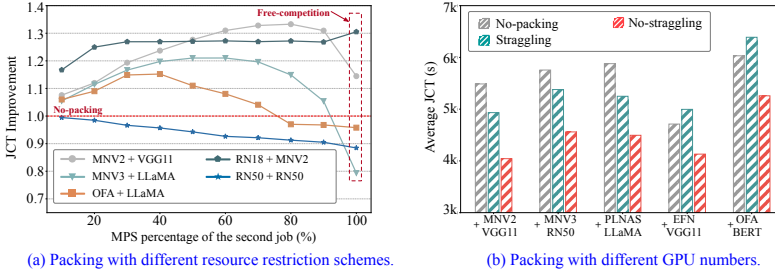 Free-competition
No-packing
JCT Improvement
1.4
1.3
1.2
1.1
1.0
0.9
0.8
0.7
MNV2 + VGG11
MNV3 + LLaMA
OFA + LLaMA
RN18 + MNV2
RN50 + RN50
20
40
60
80
100
MPS percentage of the second job (%)
(a) Packing with different resource restriction schemes.
No-packing
Straggling
No-straggling
Average JCT (s)
7k
6k
5k
4k
3k
MNV2
+ VGG11
MNV3
+ RN50
PLNAS
+ LLaMA
EFN
+ VGG11
OFA
+ BERT
(b) Packing with different GPU numbers.